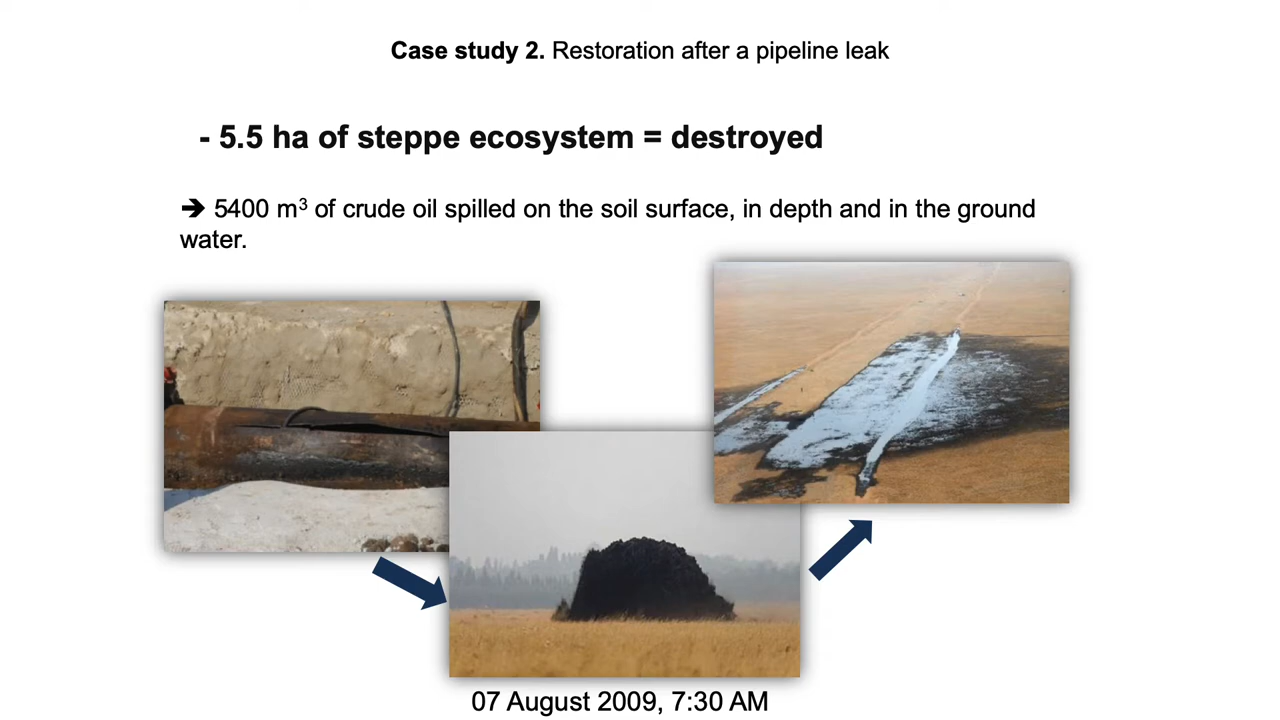 Case study 2. Restoration after a pipeline leak
- 5.5 ha of steppe ecosystem = destroyed
➔ 5400 m³ of crude oil spilled on the soil surface, in depth and in the ground
water.
07 August 2009, 7:30 AM